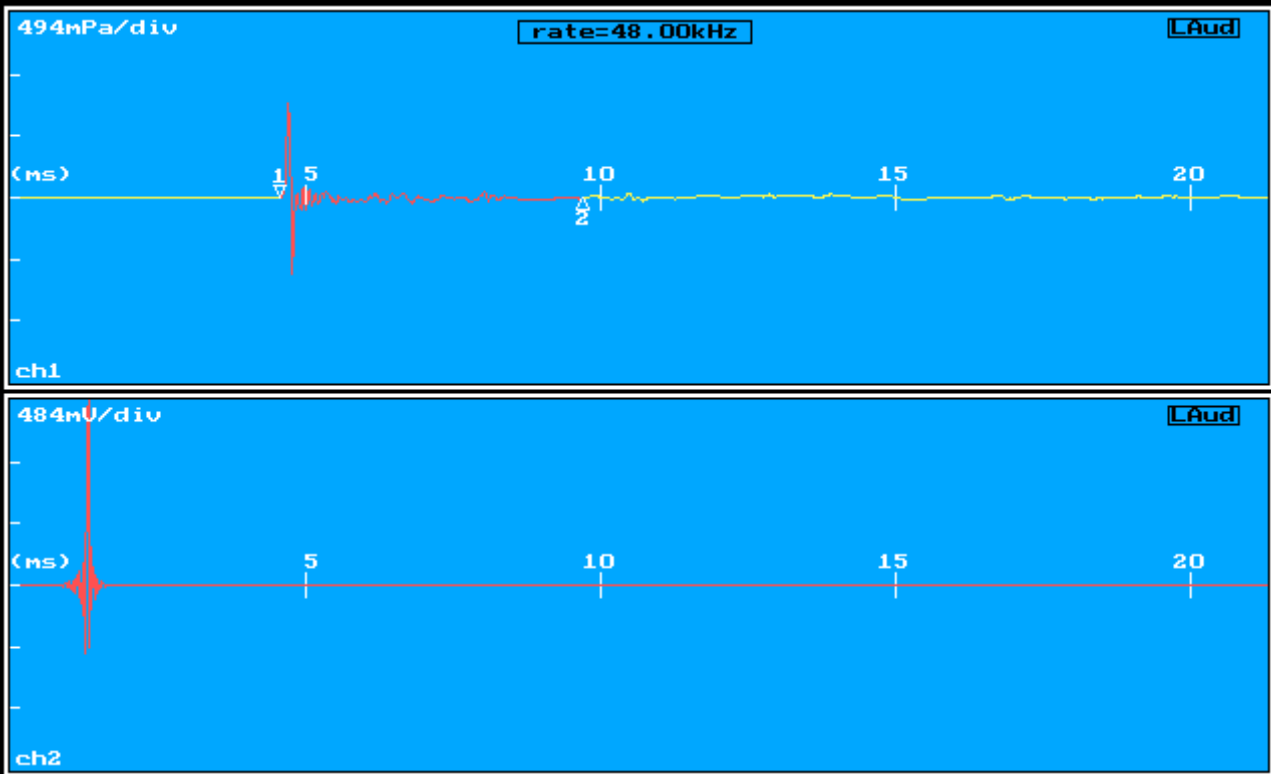 494mPa/div rate=48.00kHz LAud
(ms) 1 5 10 15 20
2
ch1
484mV/div LAud
(ms) 5 10 15 20
ch2